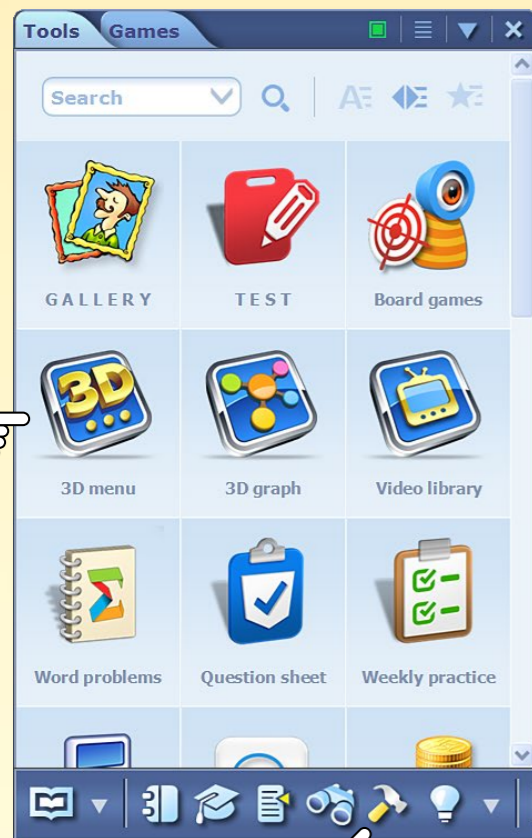 Tools Games
Search
GALLERY TEST Board games
3D
3D menu 3D graph Video library
Word problems Question sheet Weekly practice